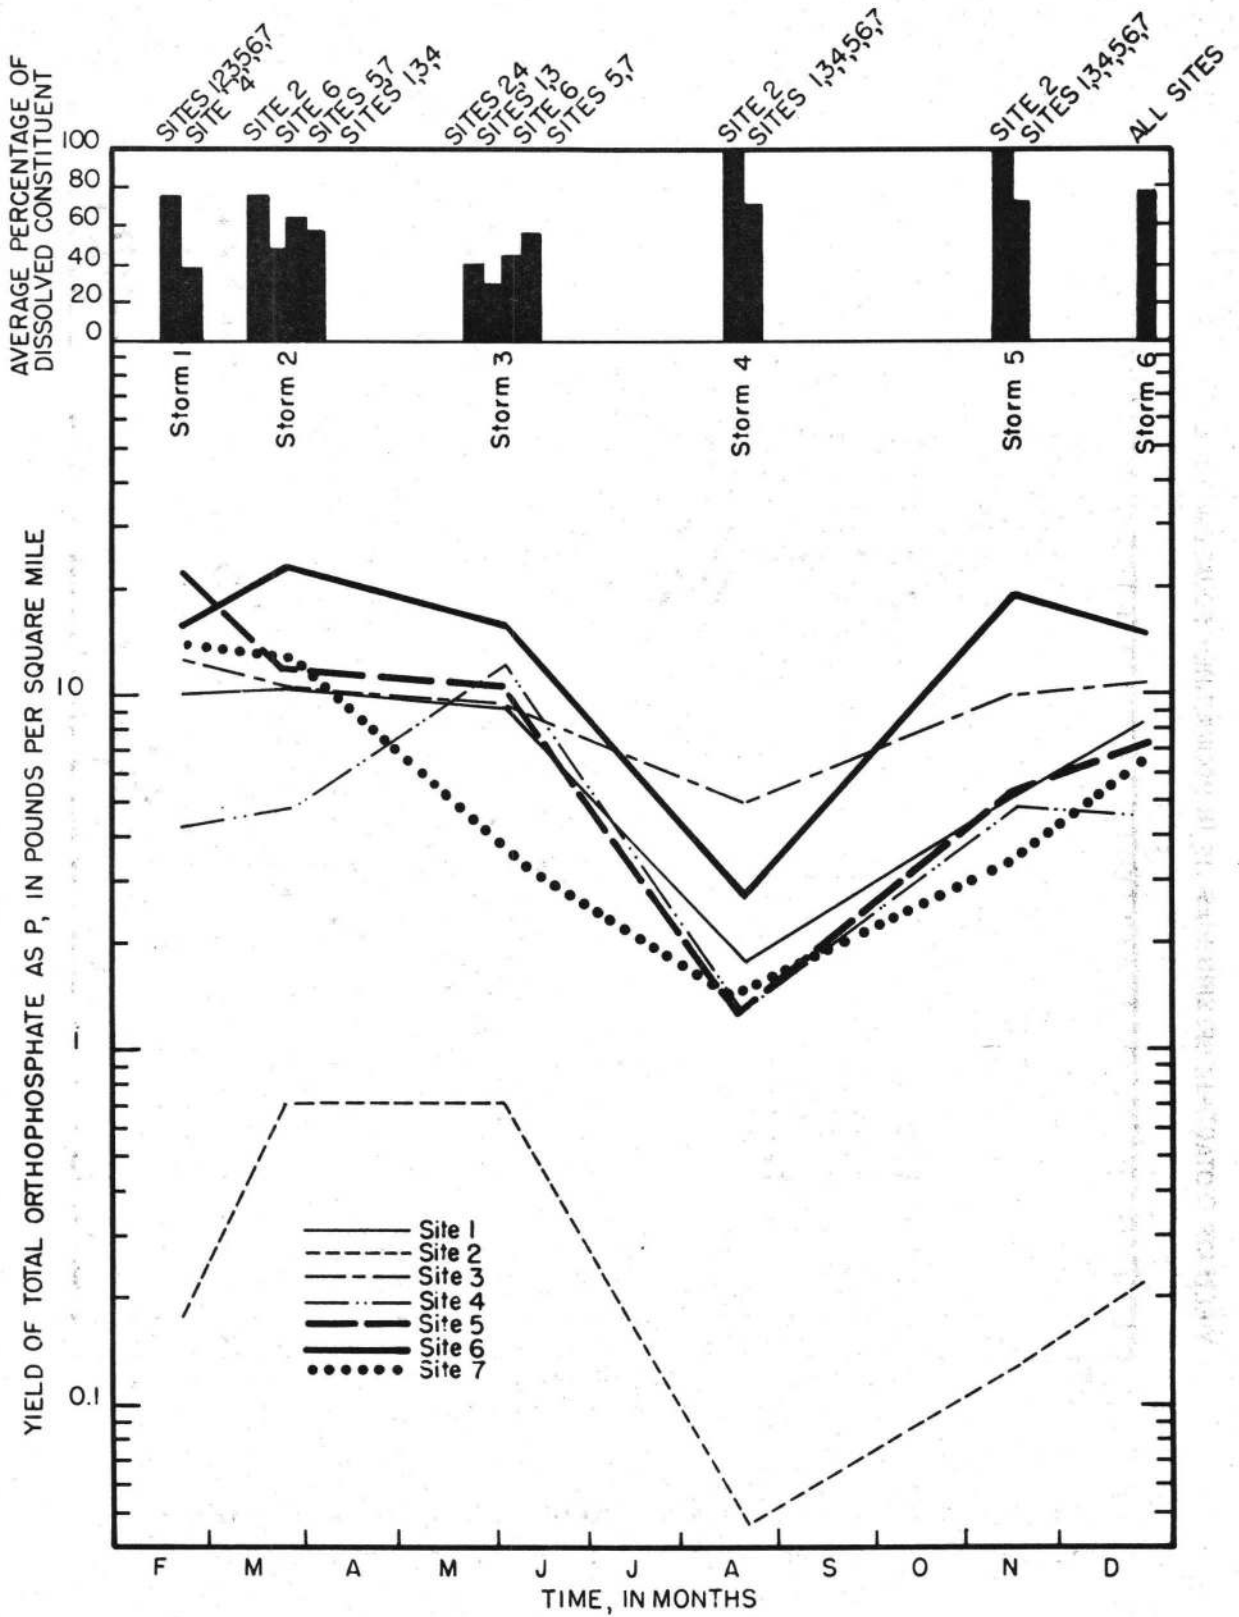 SITES 1,2,3,5,6,7
SITE 4
SITE 2
SITE 6
SITES 5,7
SITES 1,3,4
SITES 2,4
SITES 1,3
SITE 6
SITES 5,7
SITE 2
SITES 1,3,4,5,6,7
SITE 2
SITES 1,3,4,5,6,7
ALL SITES
AVERAGE PERCENTAGE OF
DISSOLVED CONSTITUENT
100
80
60
40
20
0
Storm 1
Storm 2
Storm 3
Storm 4
Storm 5
Storm 6
YIELD OF TOTAL ORTHOPHOSPHATE AS P, IN POUNDS PER SQUARE MILE
10
1
0.1
Site 1
Site 2
Site 3
Site 4
Site 5
Site 6
Site 7
F M A M J J A S O N D
TIME, IN MONTHS